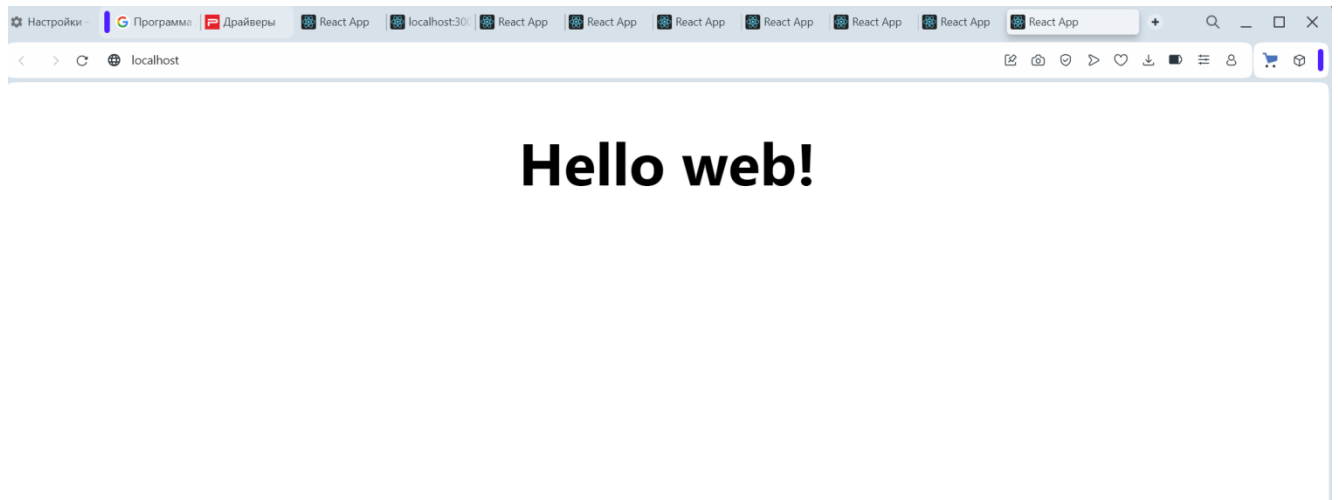 Настройки – Программа Драйверы React App localhost:300 React App React App React App React App React App React App React App
localhost
Hello web!